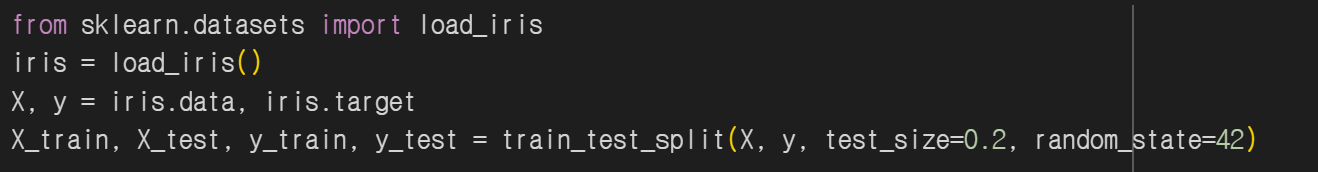 from sklearn.datasets import load_iris
iris = load_iris()
X, y = iris.data, iris.target
X_train, X_test, y_train, y_test = train_test_split(X, y, test_size=0.2, random_state=42)